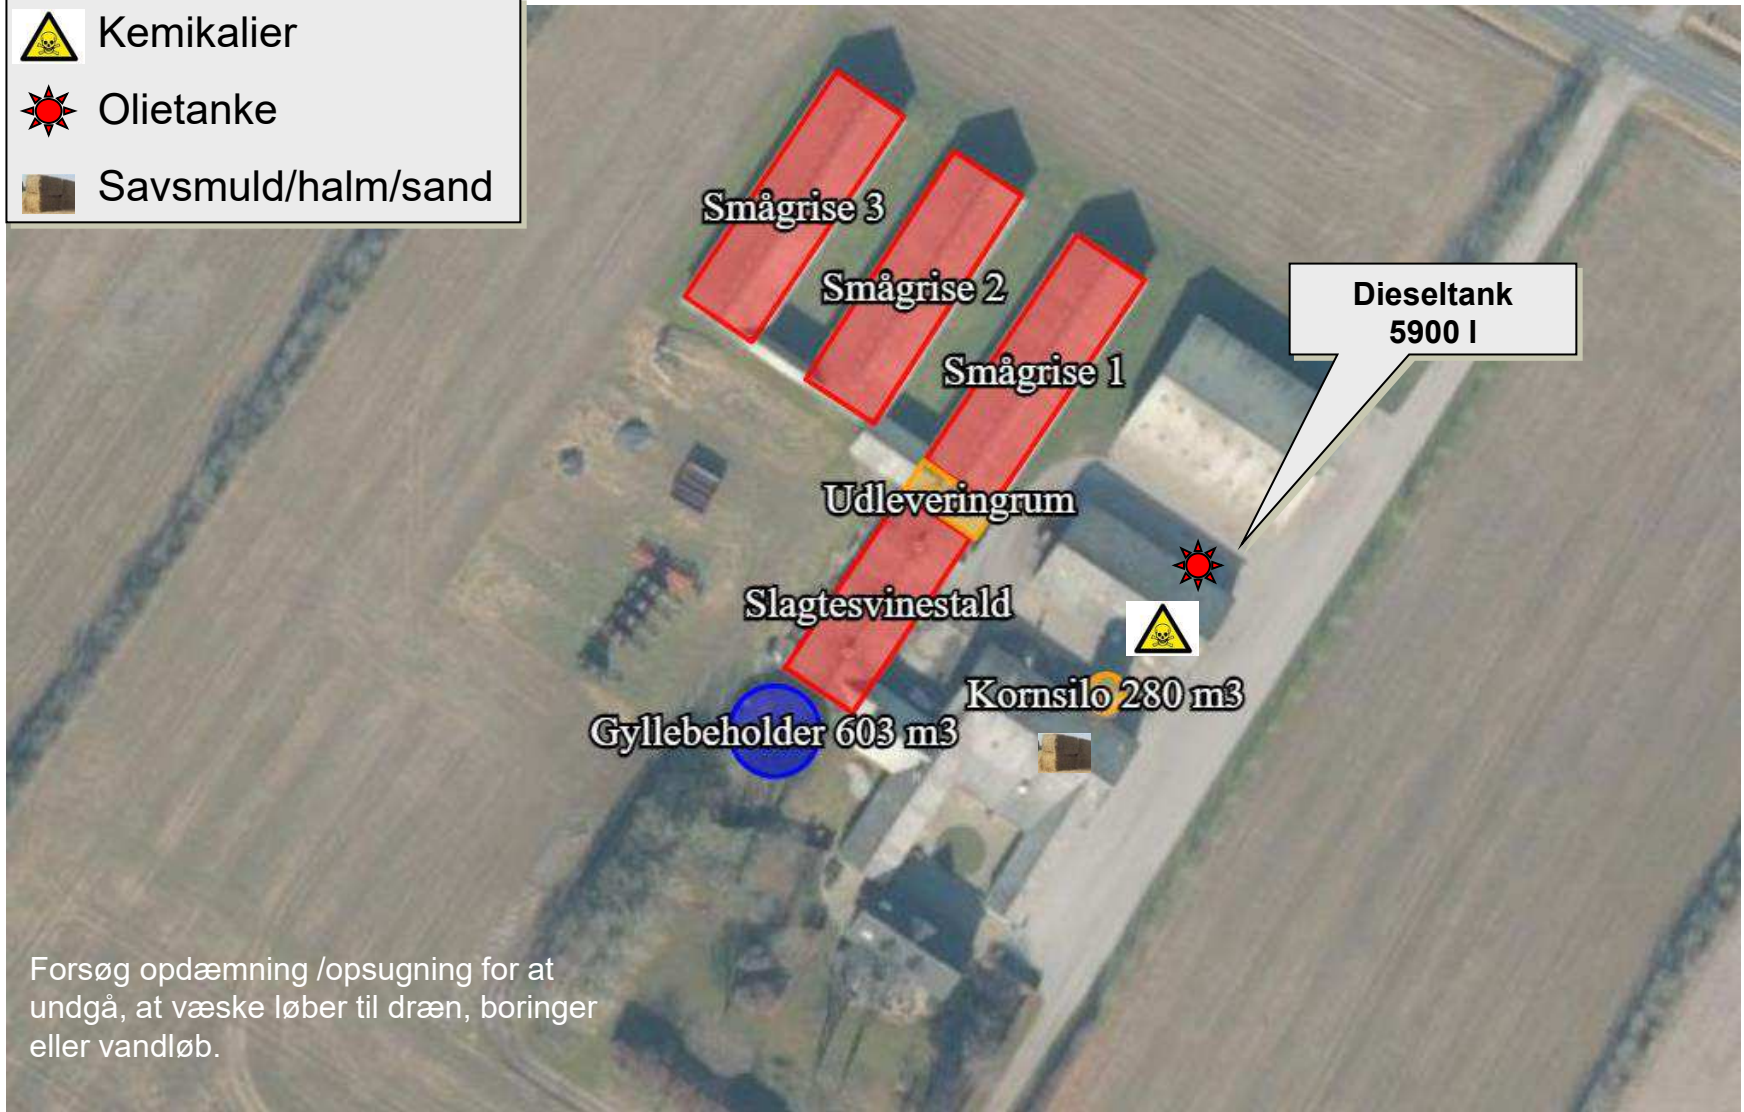 Kemikalier
Olietanke
Savsmuld/halm/sand
Smågrise 3
Smågrise 2
Smågrise 1
Dieseltank
5900 l
Udleveringrum
Slagtesvinestald
Kornsilo 280 m3
Gyllebeholder 603 m3
Forsøg opdæmning /opsugning for at
undgå, at væske løber til dræn, boringer
eller vandløb.